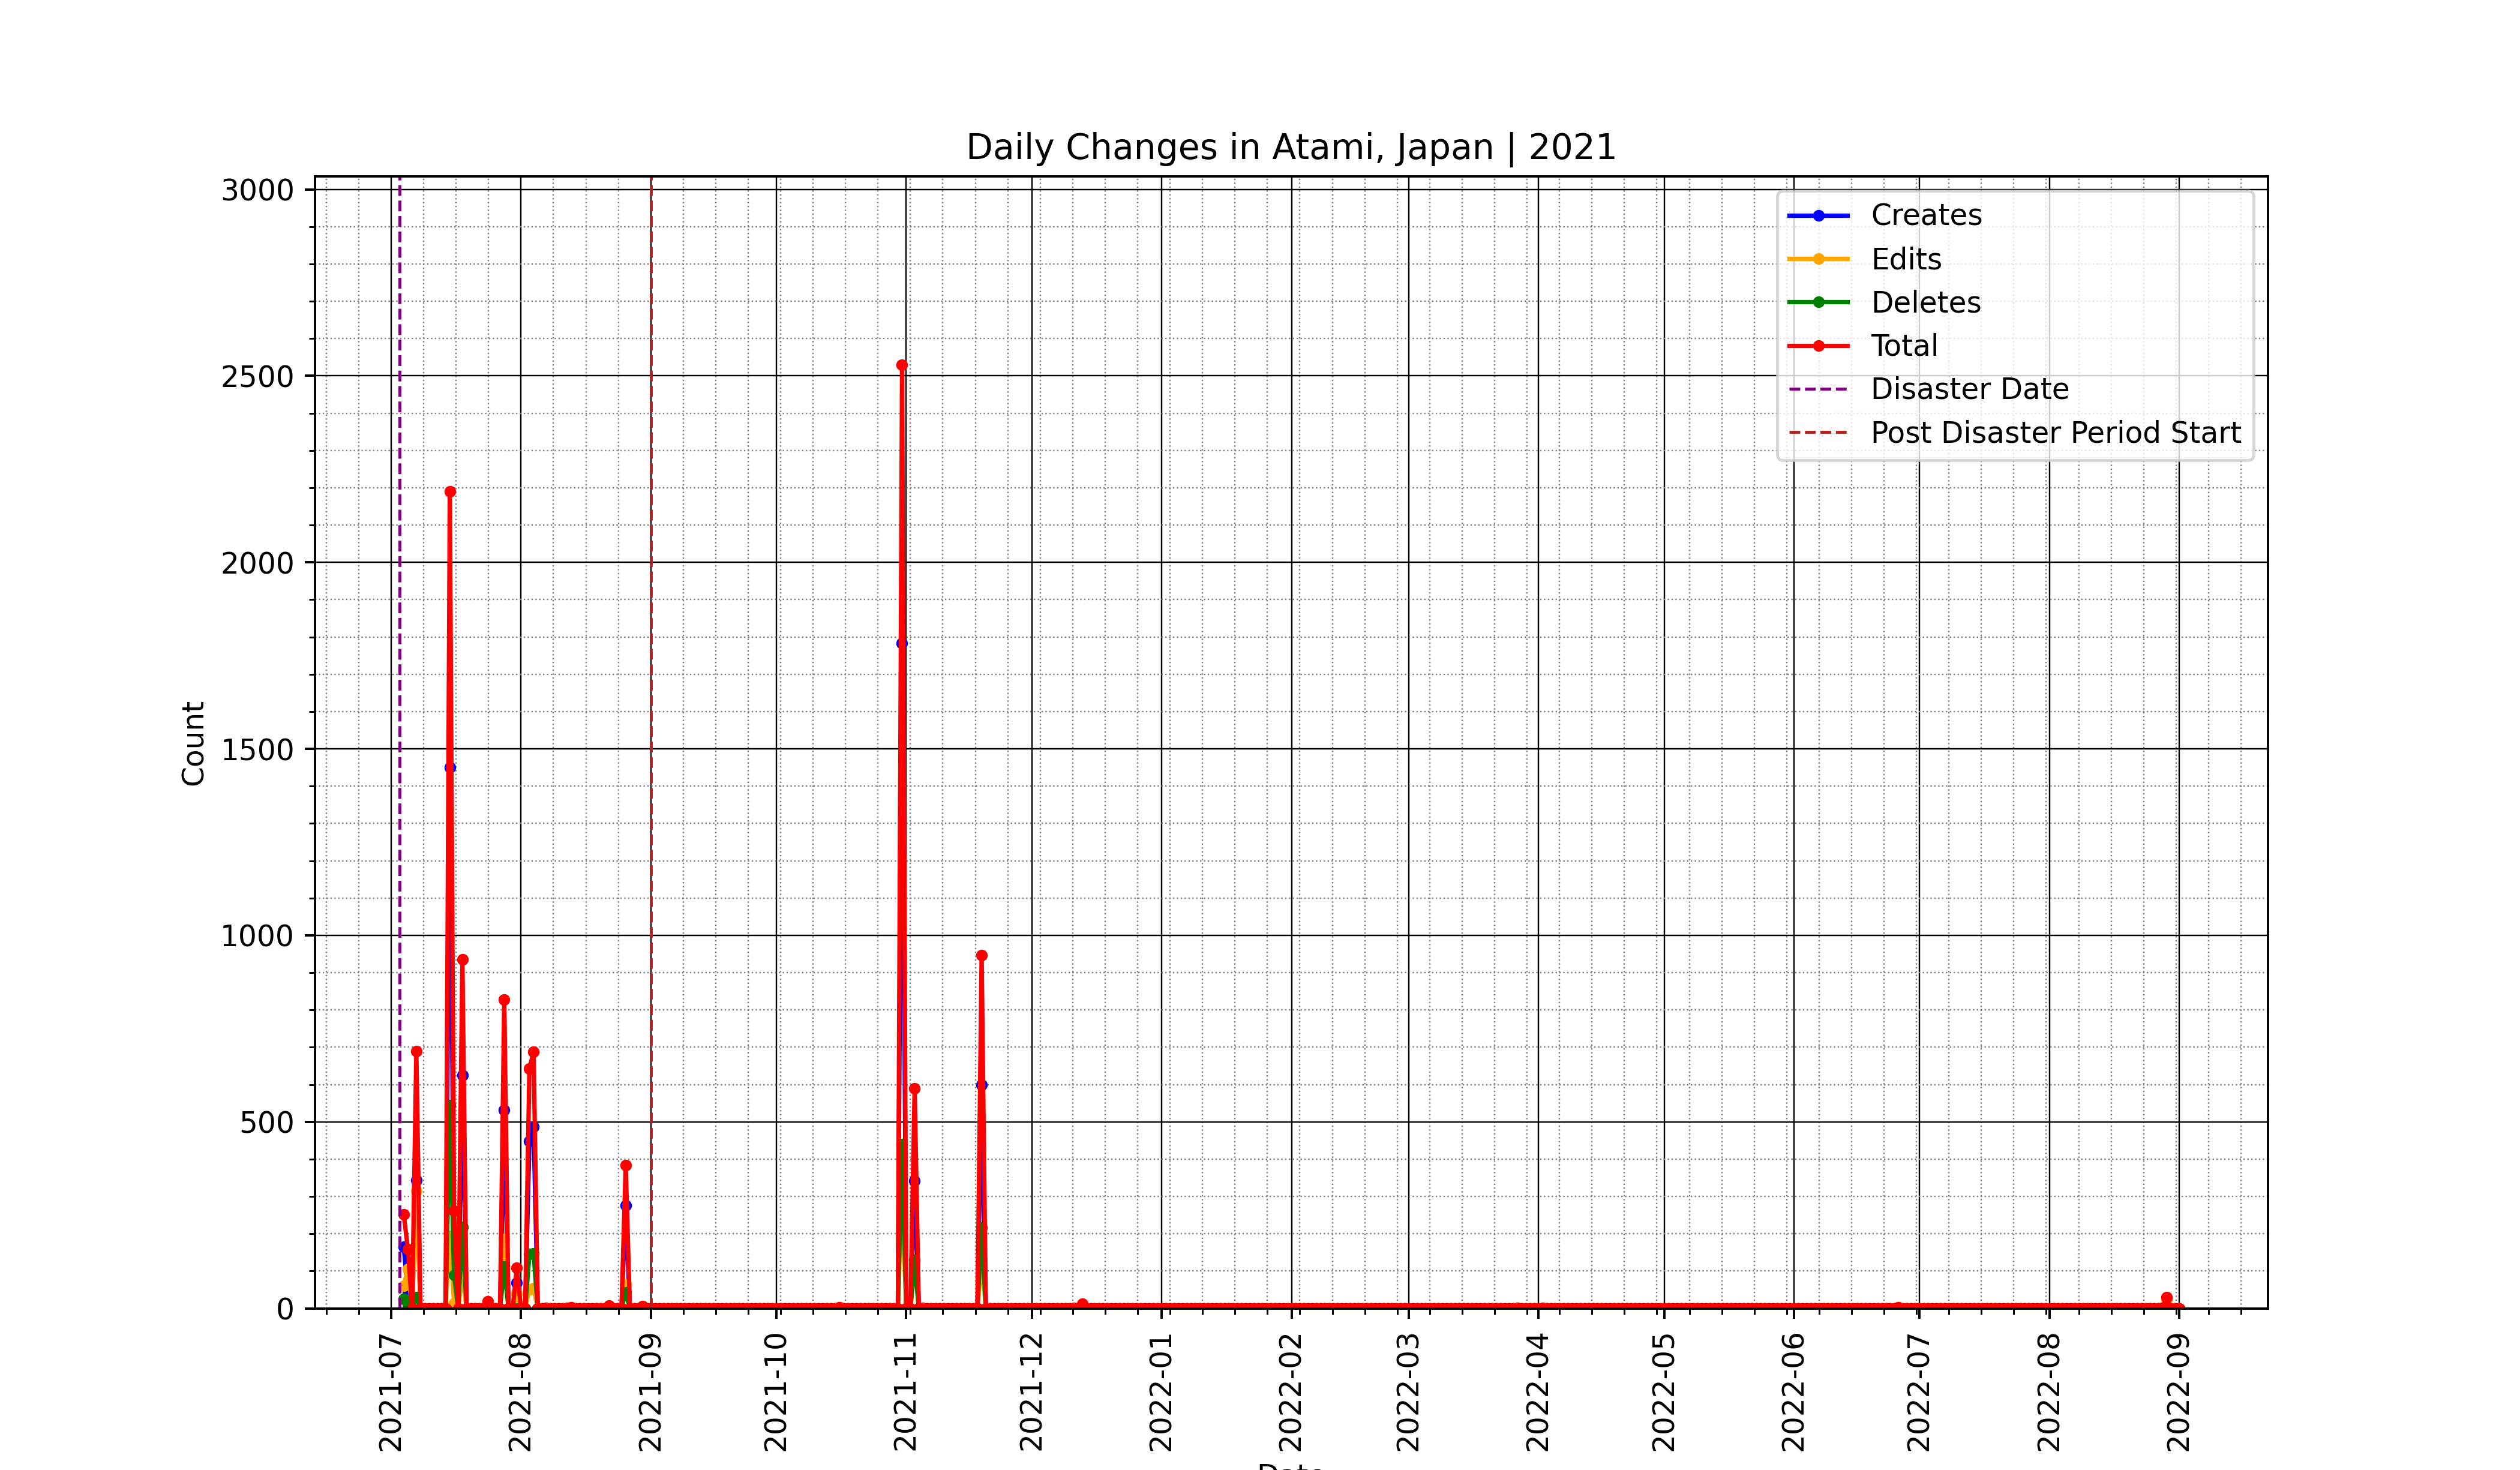 Daily Changes in Atami, Japan | 2021
3000
2500
2000
1500
1000
500
0
Count
Creates
Edits
Deletes
Total
Disaster Date
Post Disaster Period Start
2021-07
2021-08
2021-09
2021-10
2021-11
2021-12
2022-01
2022-02
2022-03
2022-04
2022-05
2022-06
2022-07
2022-08
2022-09
Date